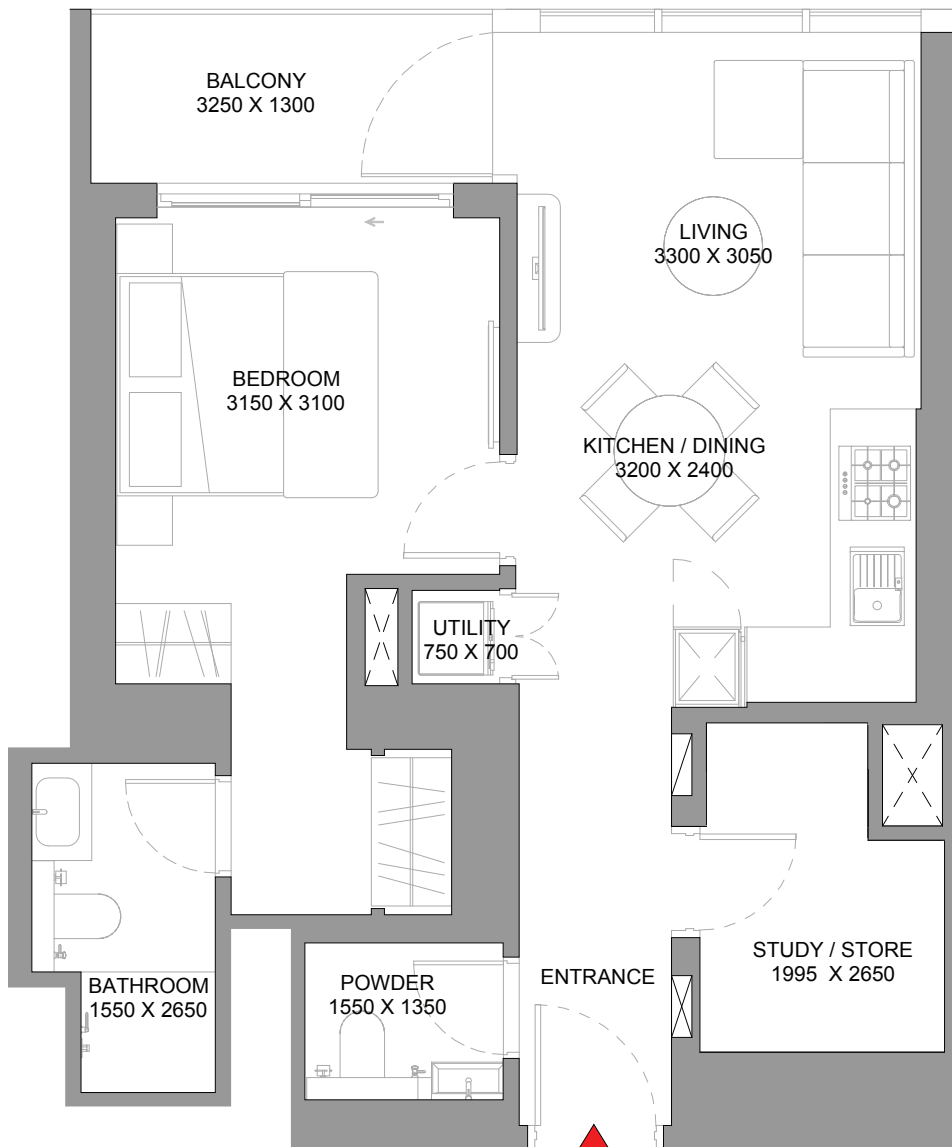 BALCONY
3250 X 1300
LIVING
3300 X 3050
BEDROOM
3150 X 3100
KITCHEN / DINING
3200 X 2400
UTILITY
750 X 700
STUDY / STORE
1995 X 2650
BATHROOM
1550 X 2650
POWDER
1550 X 1350
ENTRANCE